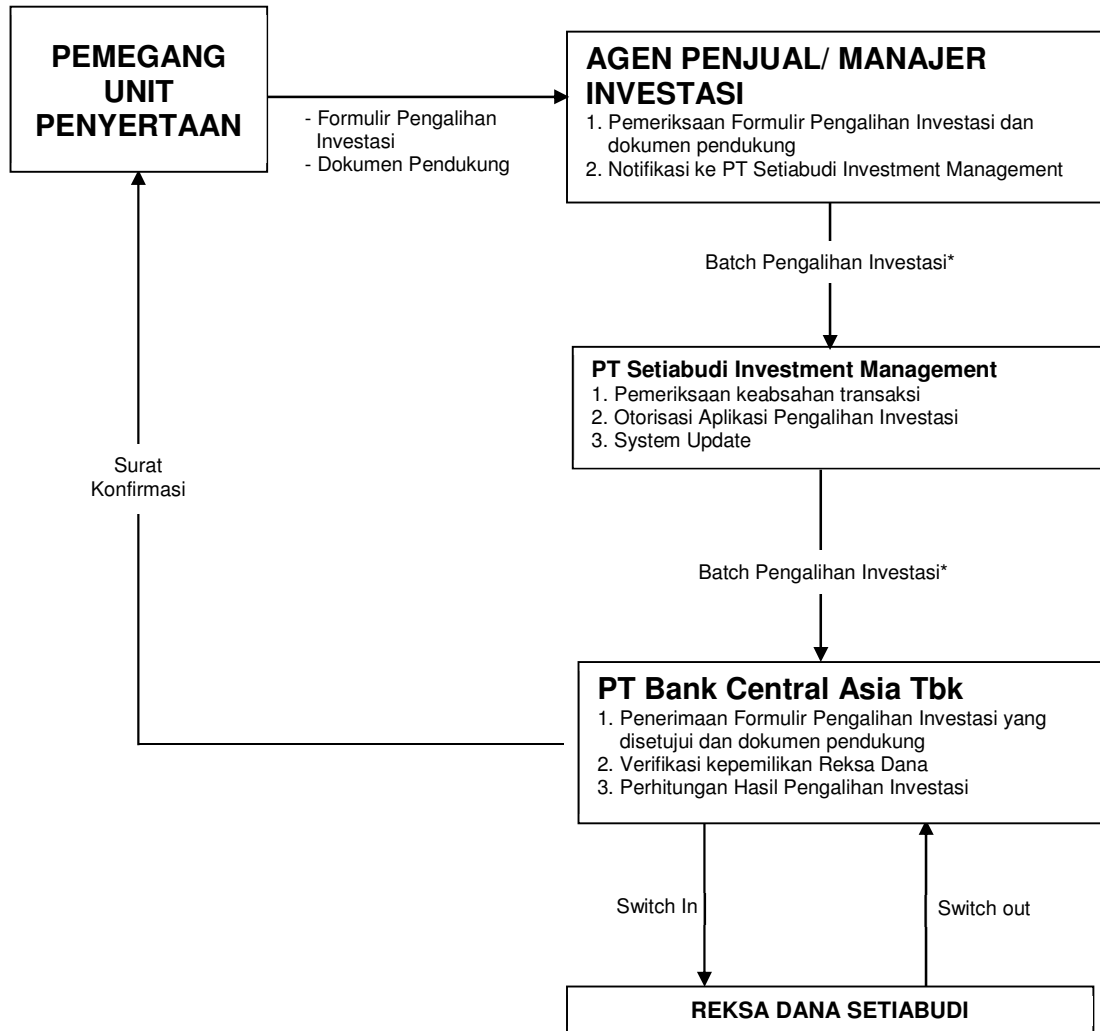 PEMEGANG
UNIT
PENYERTAAN
- Formulir Pengalihan
Investasi
- Dokumen Pendukung
AGEN PENJUAL/ MANAJER
INVESTASI
1. Pemeriksaan Formulir Pengalihan Investasi dan
dokumen pendukung
2. Notifikasi ke PT Setiabudi Investment Management
Batch Pengalihan Investasi*
PT Setiabudi Investment Management
1. Pemeriksaan keabsahan transaksi
2. Otorisasi Aplikasi Pengalihan Investasi
3. System Update
Surat
Konfirmasi
Batch Pengalihan Investasi*
PT Bank Central Asia Tbk
1. Penerimaan Formulir Pengalihan Investasi yang
disetujui dan dokumen pendukung
2. Verifikasi kepemilikan Reksa Dana
3. Perhitungan Hasil Pengalihan Investasi
Switch In
Switch out
REKSA DANA SETIABUDI